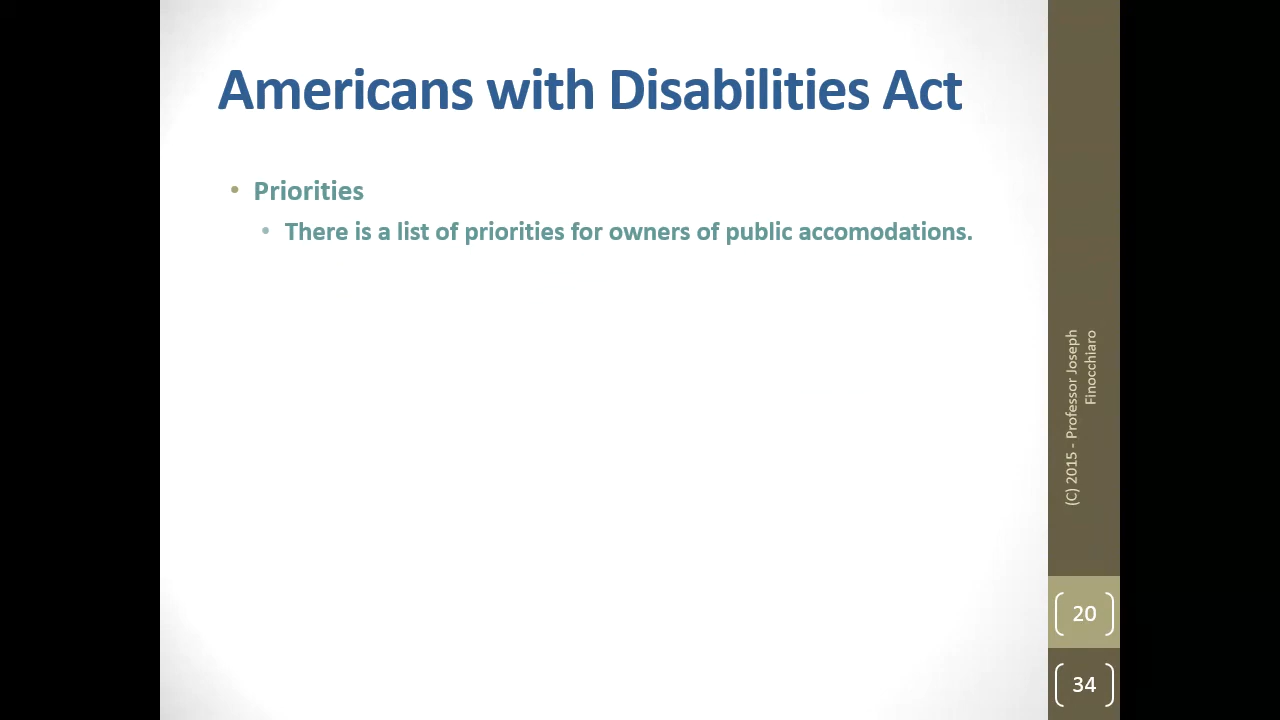 Americans with Disabilities Act
• Priorities
• There is a list of priorities for owners of public accomodations.
(C) 2015 - Professor Joseph
Finocchiaro
20
34